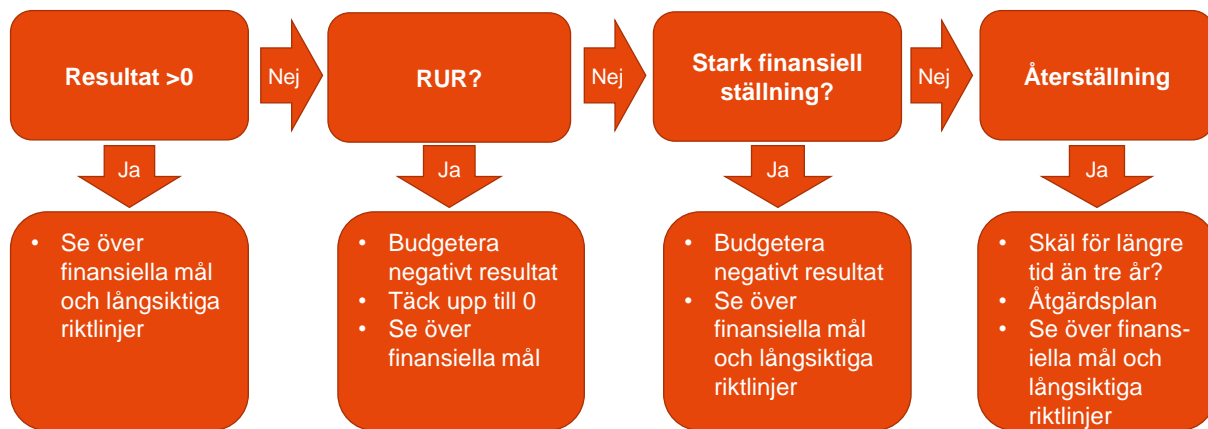 Resultat >0
Nej
RUR?
Nej
Stark finansiell
ställning?
Nej
Återställning
Ja
Ja
Ja
Ja
• Se över
finansiella mål
och långsiktiga
riktlinjer
• Budgetera
negativt resultat
• Täck upp till 0
• Se över
finansiella mål
• Budgetera
negativt resultat
• Se över
finansiella mål
och långsiktiga
riktlinjer
• Skäl för längre
tid än tre år?
• Åtgärdsplan
• Se över finans-
iella mål och
långsiktiga
riktlinjer